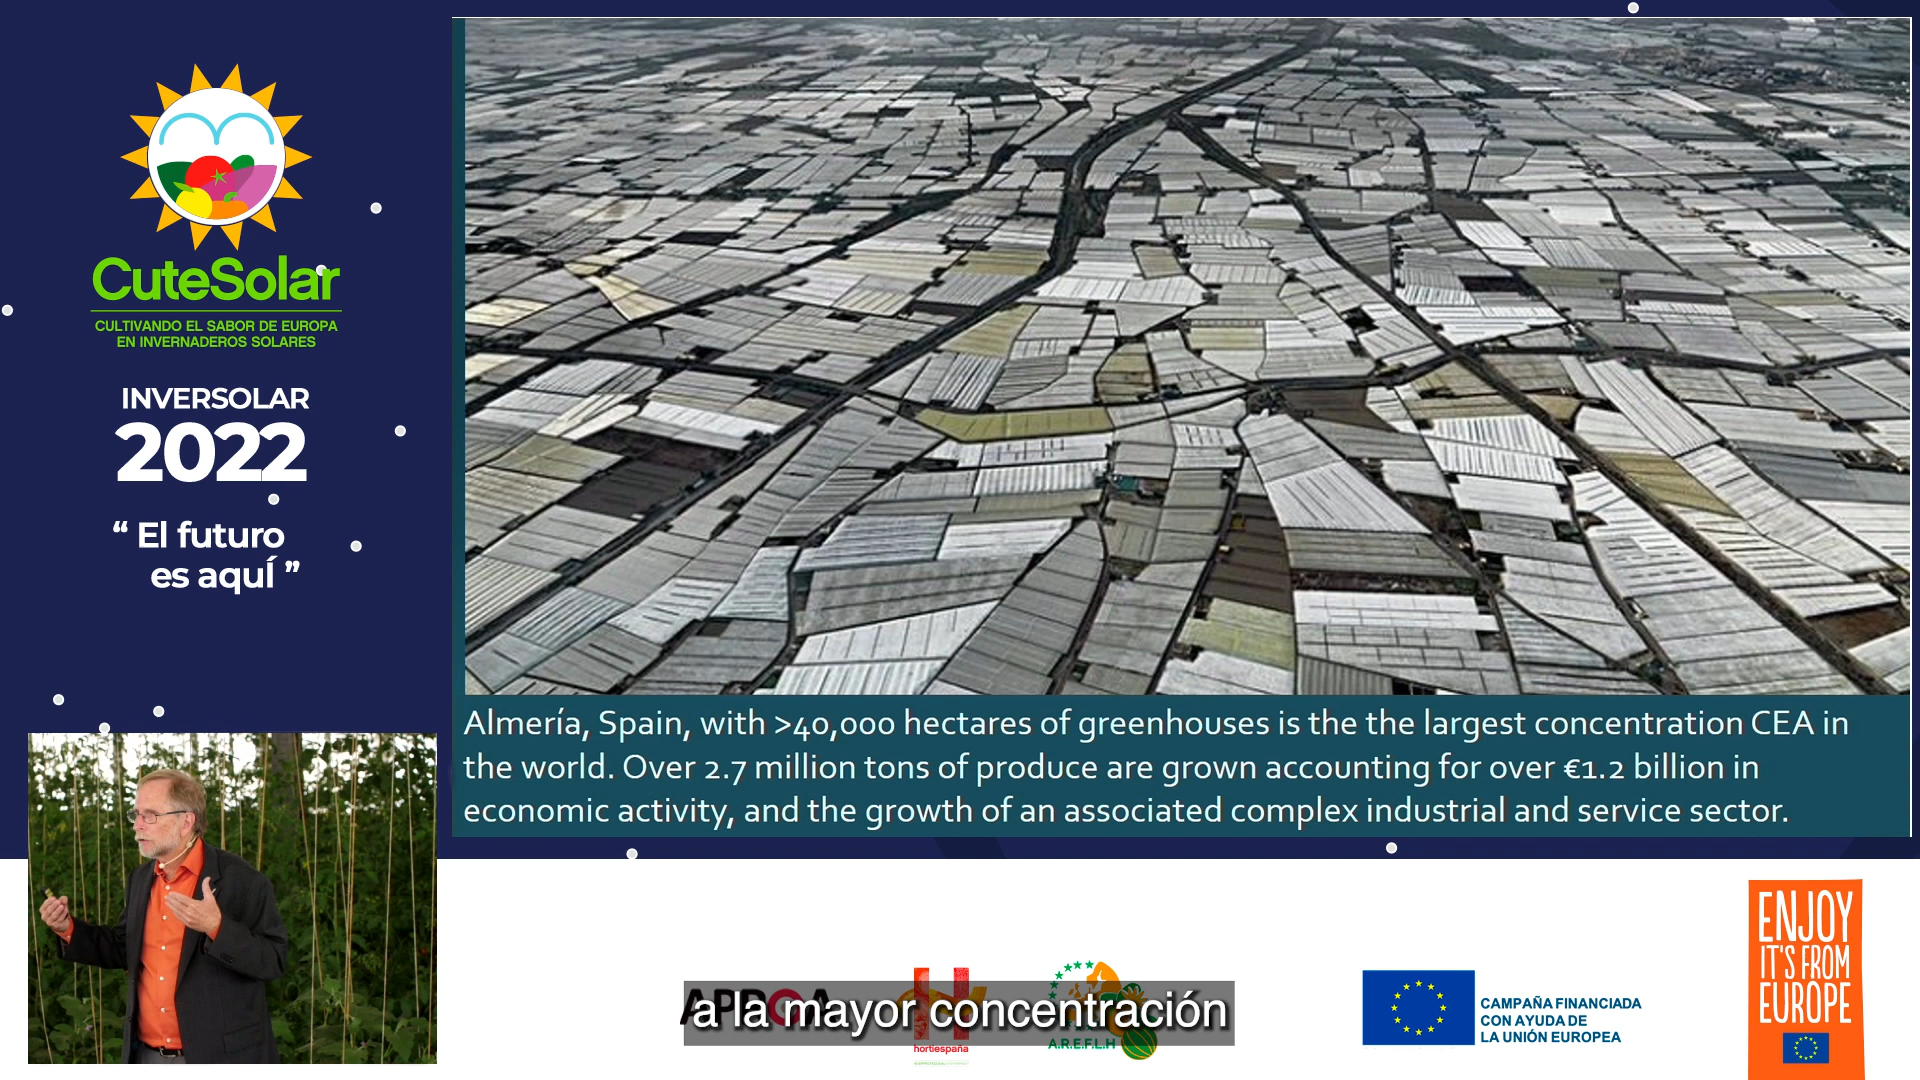 CuteSolar
CULTIVANDO EL SABOR DE EUROPA
EN INVERNADEROS SOLARES
INVERSOLAR
2022
“ El futuro
es aquÍ ”
Almería, Spain, with >40,000 hectares of greenhouses is the the largest concentration CEA in
the world. Over 2.7 million tons of produce are grown accounting for over €1.2 billion in
economic activity, and the growth of an associated complex industrial and service sector.
a la mayor concentración
hortiespaña
A.R.E.F.L.H
CAMPAÑA FINANCIADA
CON AYUDA DE
LA UNIÓN EUROPEA
ENJOY
IT'S FROM
EUROPE